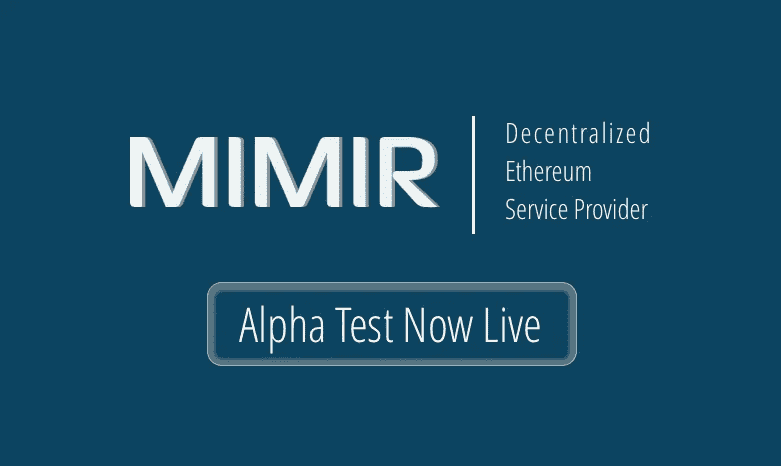 MIMIR
Decentralized
Ethereum
Service Provider
Alpha Test Now Live